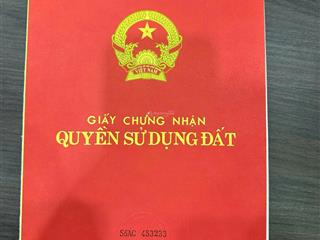 VIỆT NAM
GIẤY CHỨNG NHẬN
QUYỀN SỬ DỤNG ĐẤT